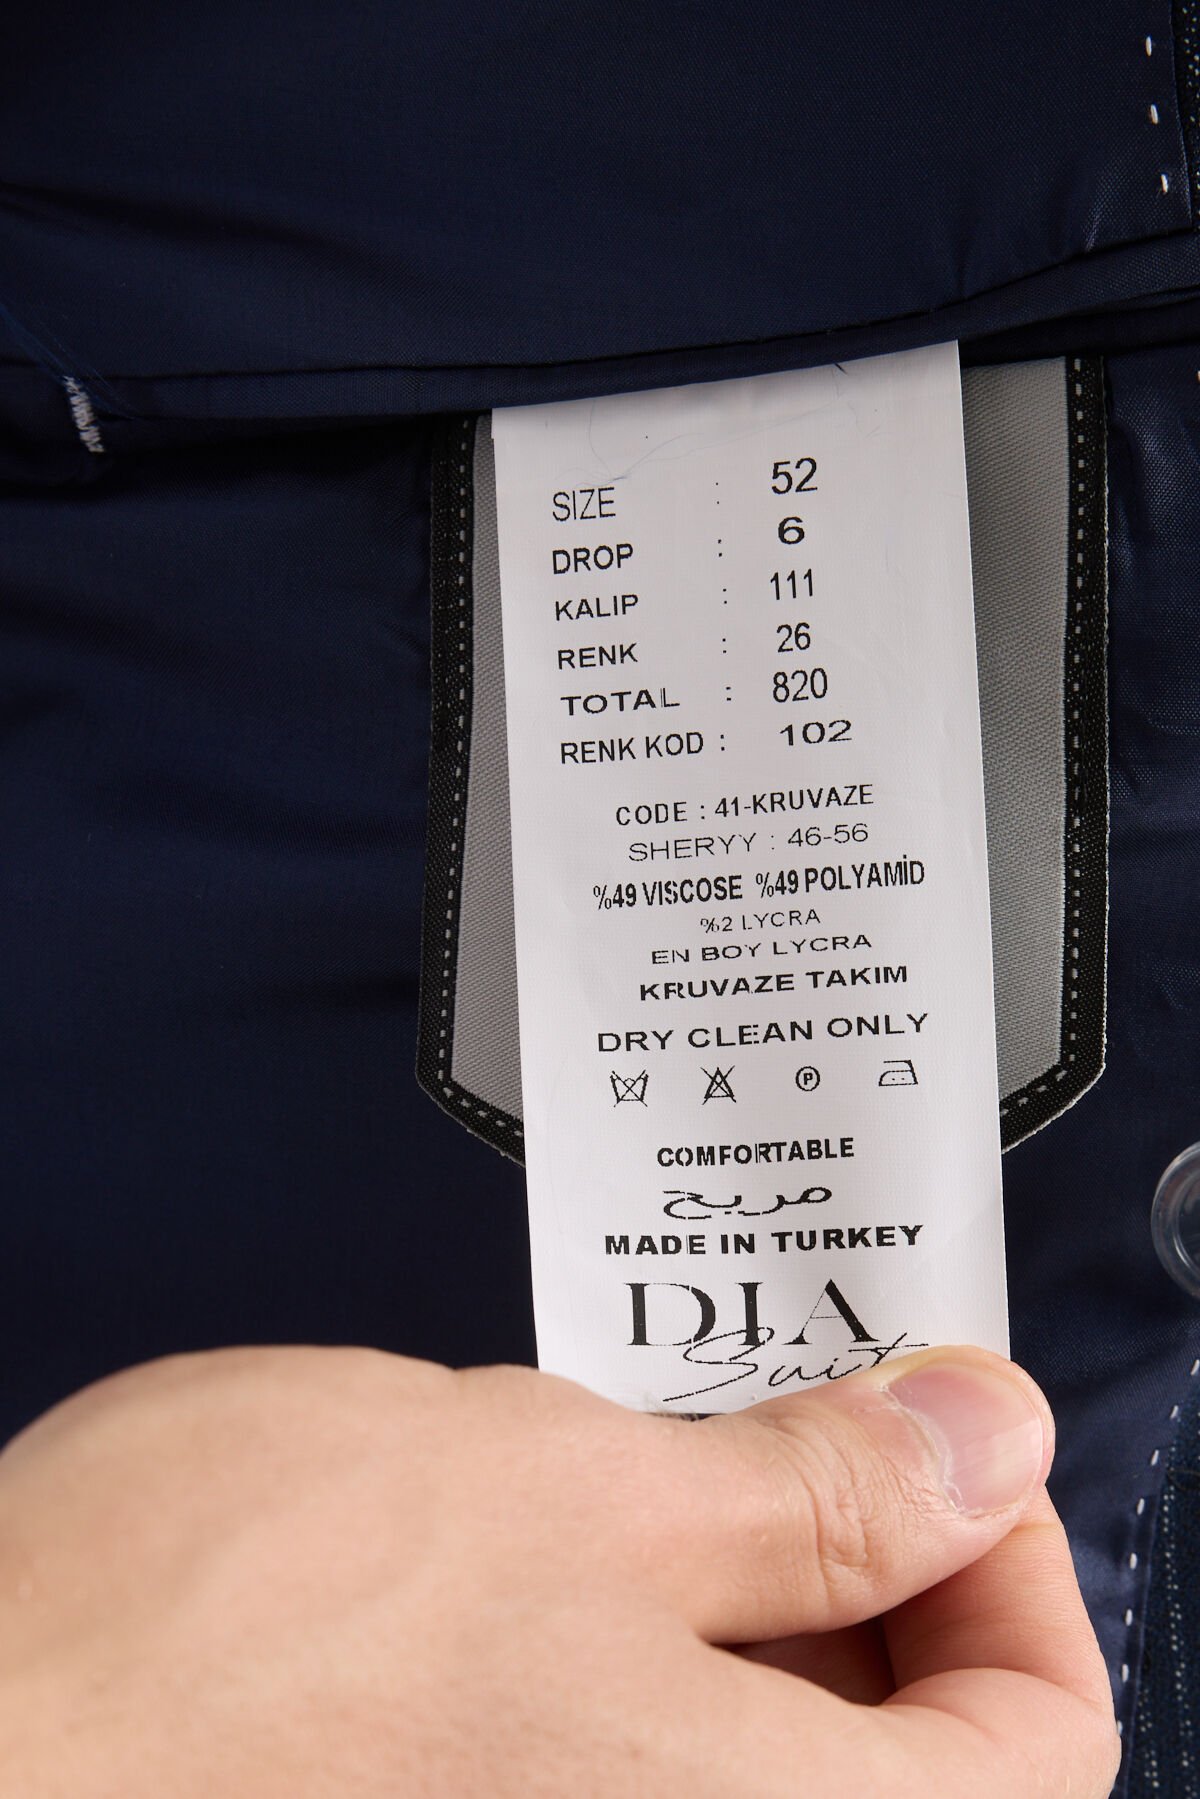 SIZE : 52
DROP : 6
KALIP : 111
RENK : 26
TOTAL : 820
RENK KOD : 102
CODE : 41-KRUVAZE
SHERYY : 46-56
%49 VISCOSE %49 POLYAMİD
%2 LYCRA
EN BOY LYCRA
KRUVAZE TAKIM
DRY CLEAN ONLY
P
COMFORTABLE
مريح
MADE IN TURKEY
DIA
Suit